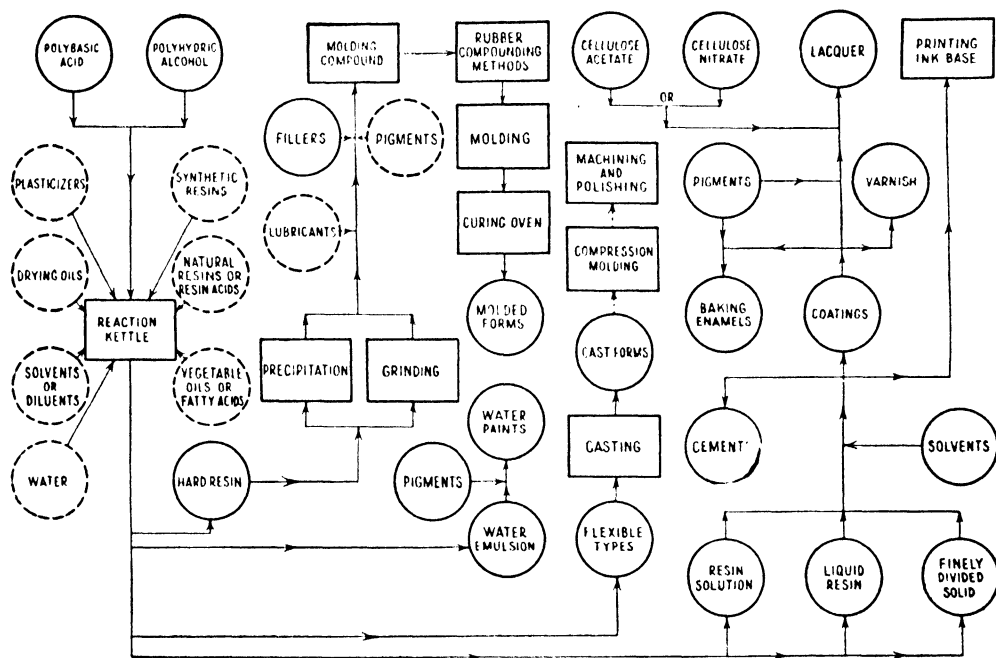 POLYBASIC
ACID
POLYHYDRIC
ALCOHOL
MOLDING
COMPOUND
RUBBER
COMPOUNDING
METHODS
CELLULOSE
ACETATE
CELLULOSE
NITRATE
LACQUER
PRINTING
INK BASE
OR
FILLERS
PIGMENTS
MOLDING
MACHINING
AND
POLISHING
PIGMENTS
VARNISH
PLASTICIZERS
SYNTHETIC
RESINS
LUBRICANTS
CURING OVEN
COMPRESSION
MOLDING
DRYING OILS
NATURAL
RESINS OR
RESIN ACIDS
MOLDED
FORMS
BAKING
ENAMELS
COATINGS
REACTION
KETTLE
CAST FORMS
SOLVENTS
OR
DILUENTS
VEGETABLE
OILS OR
FATTY ACIDS
PRECIPITATION
GRINDING
WATER
PAINTS
CASTING
CEMENT
SOLVENTS
WATER
HARD RESIN
PIGMENTS
WATER
EMULSION
FLEXIBLE
TYPES
RESIN
SOLUTION
LIQUID
RESIN
FINELY
DIVIDED
SOLID